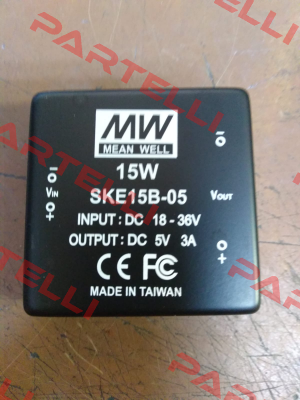 PARTELLI
MW
MEAN WELL
15W
SKE15B-05
VIN
VOUT
INPUT : DC 18 - 36V
OUTPUT : DC 5V 3A
CE FC
MADE IN TAIWAN
PARTELLI